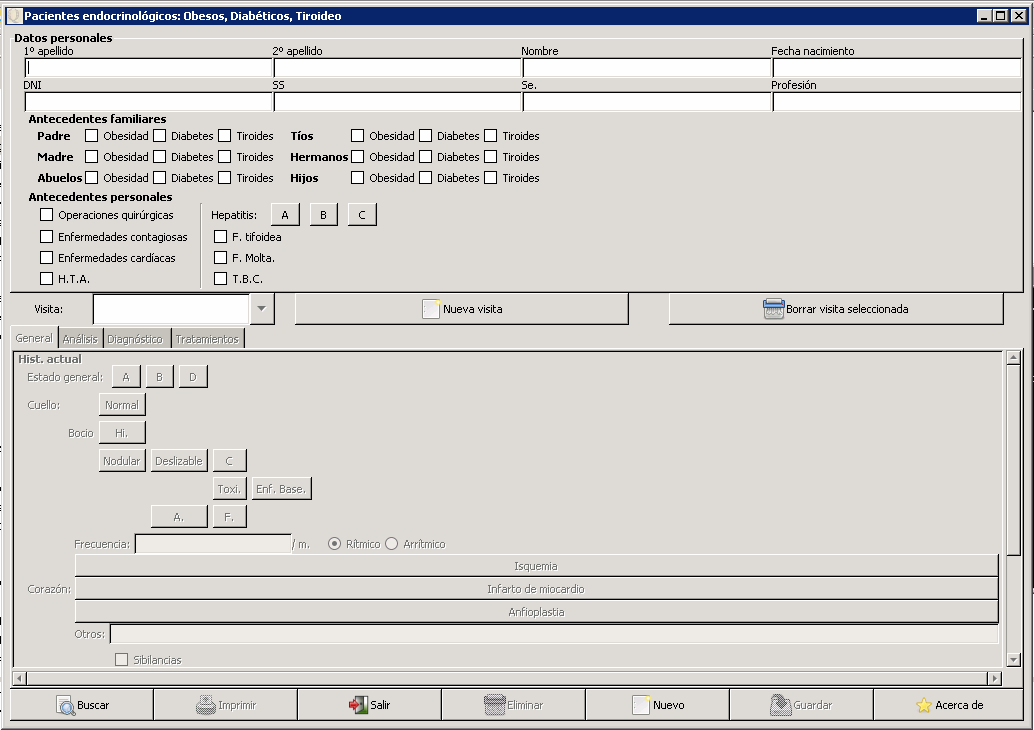 Pacientes endocrinológicos: Obesos, Diabéticos, Tiroideo
Datos personales
1º apellido 2º apellido Nombre Fecha nacimiento
DNI SS Se. Profesión
Antecedentes familiares
Padre Obesidad Diabetes Tiroides Tíos Obesidad Diabetes Tiroides
Madre Obesidad Diabetes Tiroides Hermanos Obesidad Diabetes Tiroides
Abuelos Obesidad Diabetes Tiroides Hijos Obesidad Diabetes Tiroides
Antecedentes personales
Operaciones quirúrgicas Hepatitis: A B C
Enfermedades contagiosas F. tifoidea
Enfermedades cardíacas F. Molta.
H.T.A. T.B.C.
Visita: Nueva visita Borrar visita seleccionada
General Análisis Diagnóstico Tratamientos
Hist. actual
Estado general: A B D
Cuello: Normal
Bocio Hi.
Nodular Deslizable C
Toxi. Enf. Base.
A. F.
Frecuencia: / m. Rítmico Arrítmico
Isquemia
Corazón: Infarto de miocardio
Anfioplastia
Otros:
Sibilancias
Buscar Imprimir Salir Eliminar Nuevo Guardar Acerca de